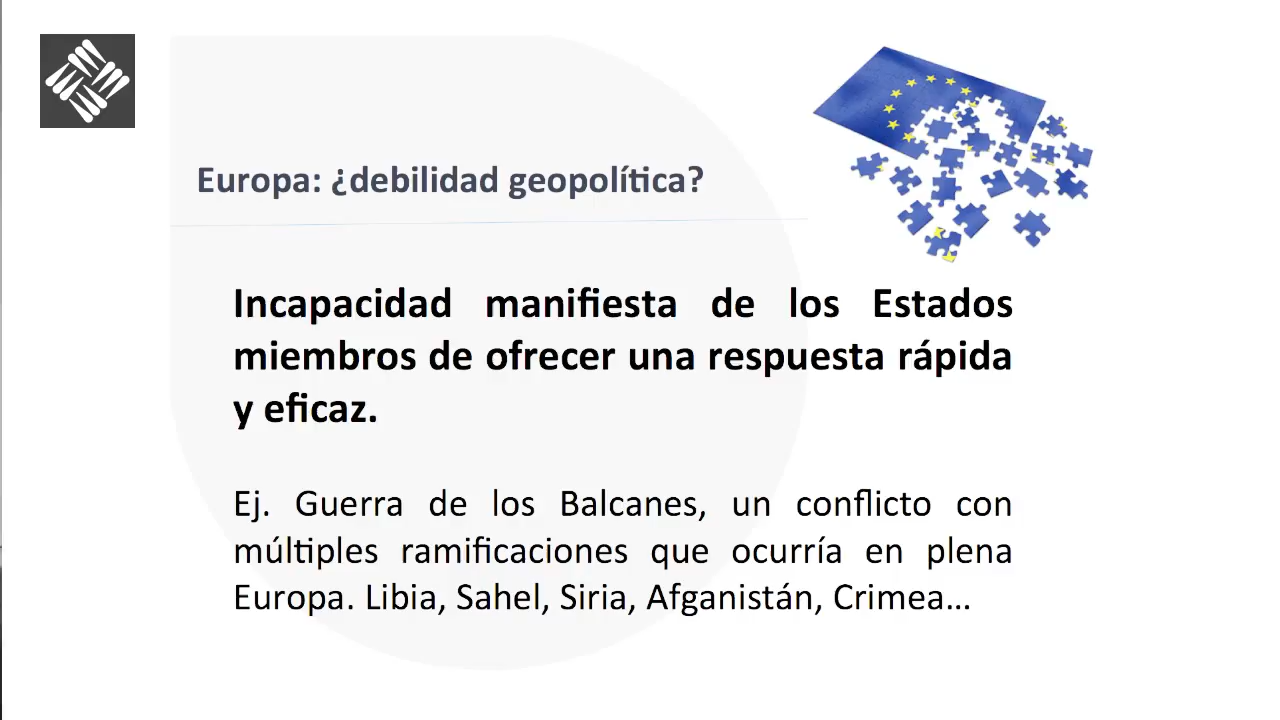 Europa: ¿debilidad geopolítica?
Incapacidad manifiesta de los Estados
miembros de ofrecer una respuesta rápida
y eficaz.
Ej. Guerra de los Balcanes, un conflicto con
múltiples ramificaciones que ocurría en plena
Europa. Libia, Sahel, Siria, Afganistán, Crimea…